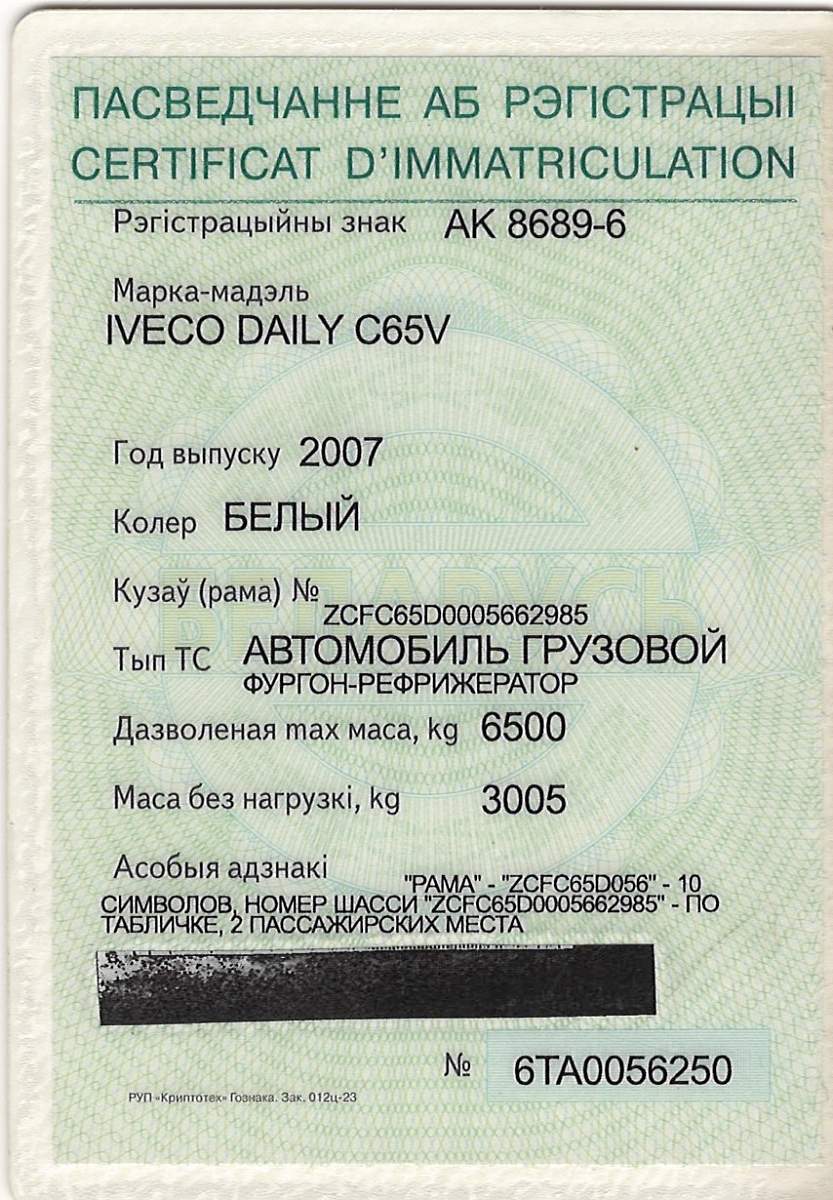 ПАСВЕДЧАННЕ АБ РЭГІСТРАЦЫІ
CERTIFICAT D'IMMATRICULATION
Рэгістрацыйны знак АК 8689-6
Марка-мадэль
IVECO DAILY C65V
Год выпуску 2007
Колер БЕЛЫЙ
БЕЛАРУСЬ
Кузаў (рама) №
ZCFC65D0005662985
Тып ТС АВТОМОБИЛЬ ГРУЗОВОЙ
ФУРГОН-РЕФРИЖЕРАТОР
Дазволеная max маса, kg 6500
Маса без нагрузкі, kg 3005
Асобыя адзнакі
"РАМА" - "ZCFC65D056" - 10
СИМВОЛОВ, НОМЕР ШАССИ "ZCFC65D0005662985" - ПО
ТАБЛИЧКЕ, 2 ПАССАЖИРСКИХ МЕСТА
№ 6ТА0056250
РУП «Криптотех» Гознака. Зак. 012ц-23